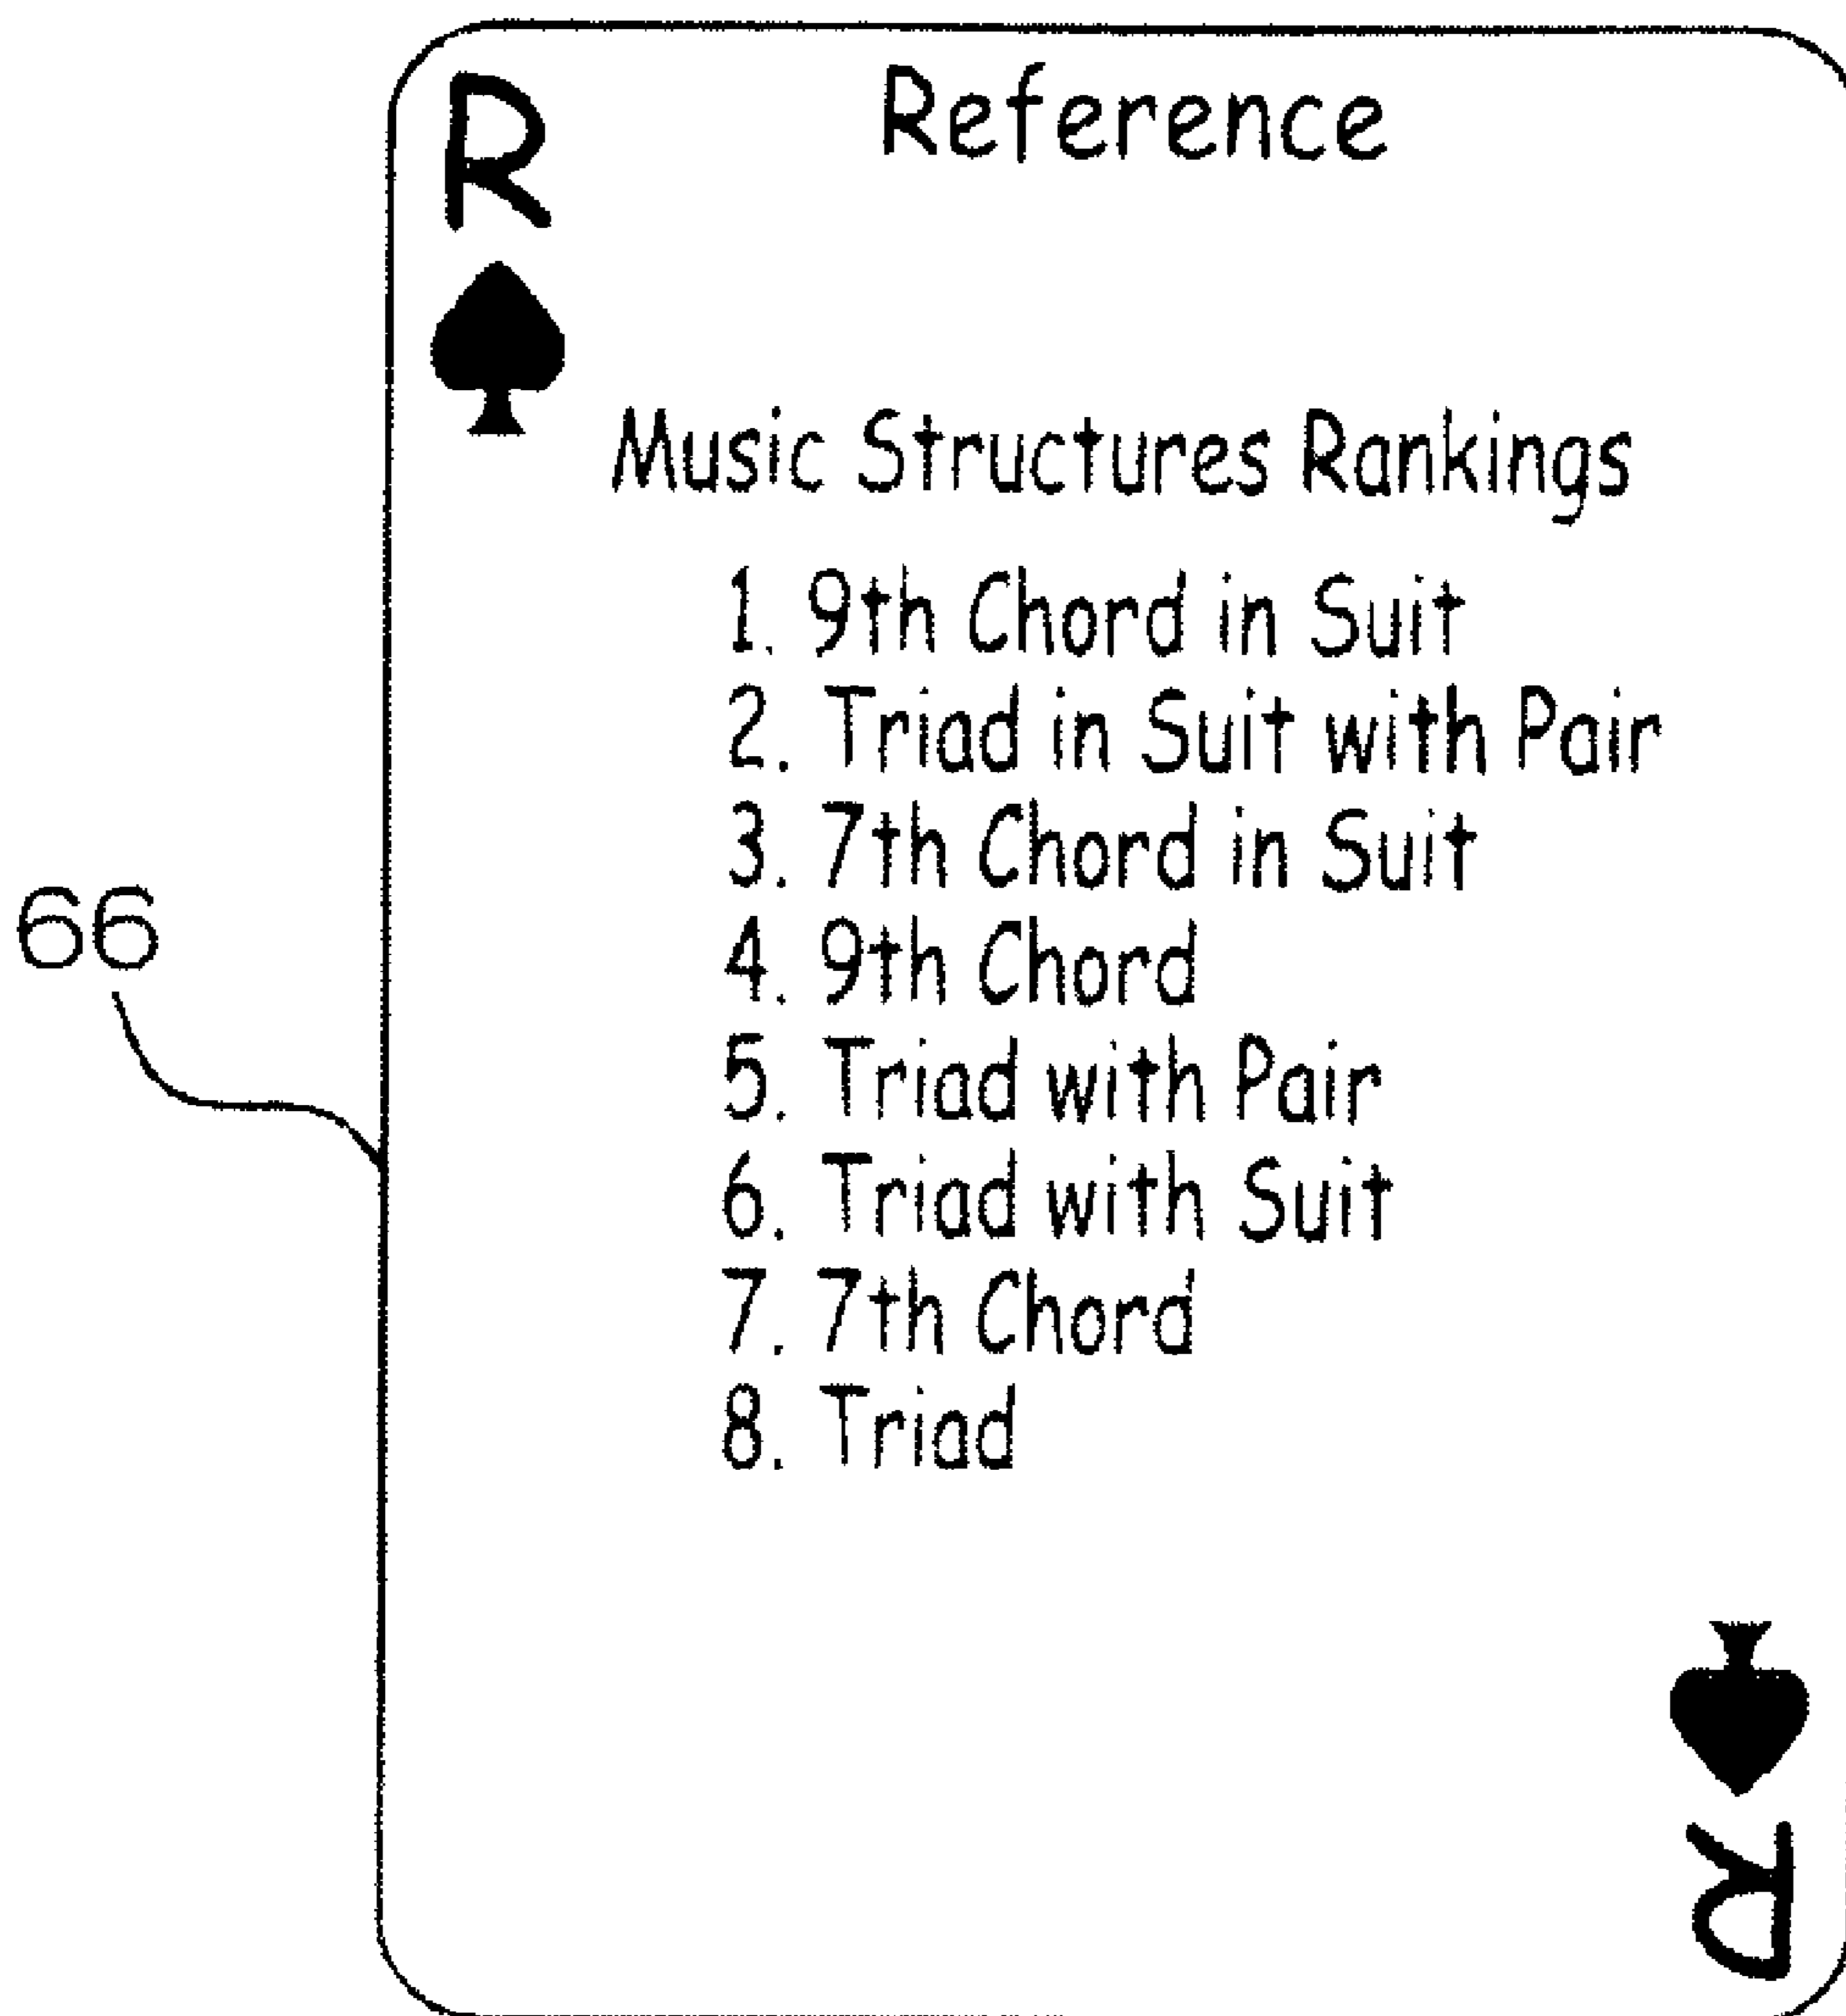 R
Reference
Music Structures Rankings
1. 9th Chord in Suit
2. Triad in Suit with Pair
3. 7th Chord in Suit
4. 9th Chord
5. Triad with Pair
6. Triad with Suit
7. 7th Chord
8. Triad
66
R